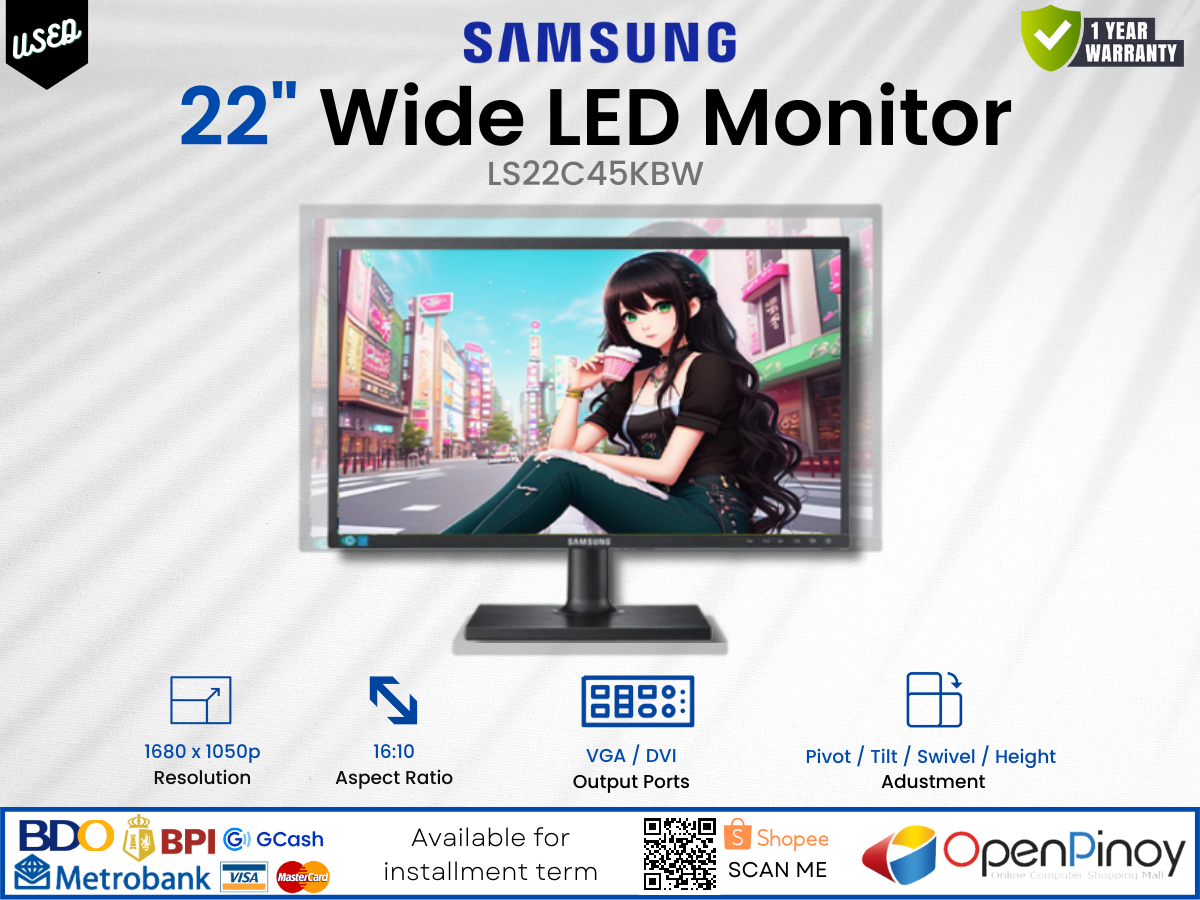 USED
SAMSUNG
1 YEAR
WARRANTY
22" Wide LED Monitor
LS22C45KBW
SAMSUNG
1680 x 1050p
Resolution
16:10
Aspect Ratio
VGA / DVI
Output Ports
Pivot / Tilt / Swivel / Height
Adustment
BDO
BPI
GCash
Metrobank
VISA
MasterCard
Available for
installment term
Shopee
SCAN ME
OpenPinoy
Online Computer Shopping Mall